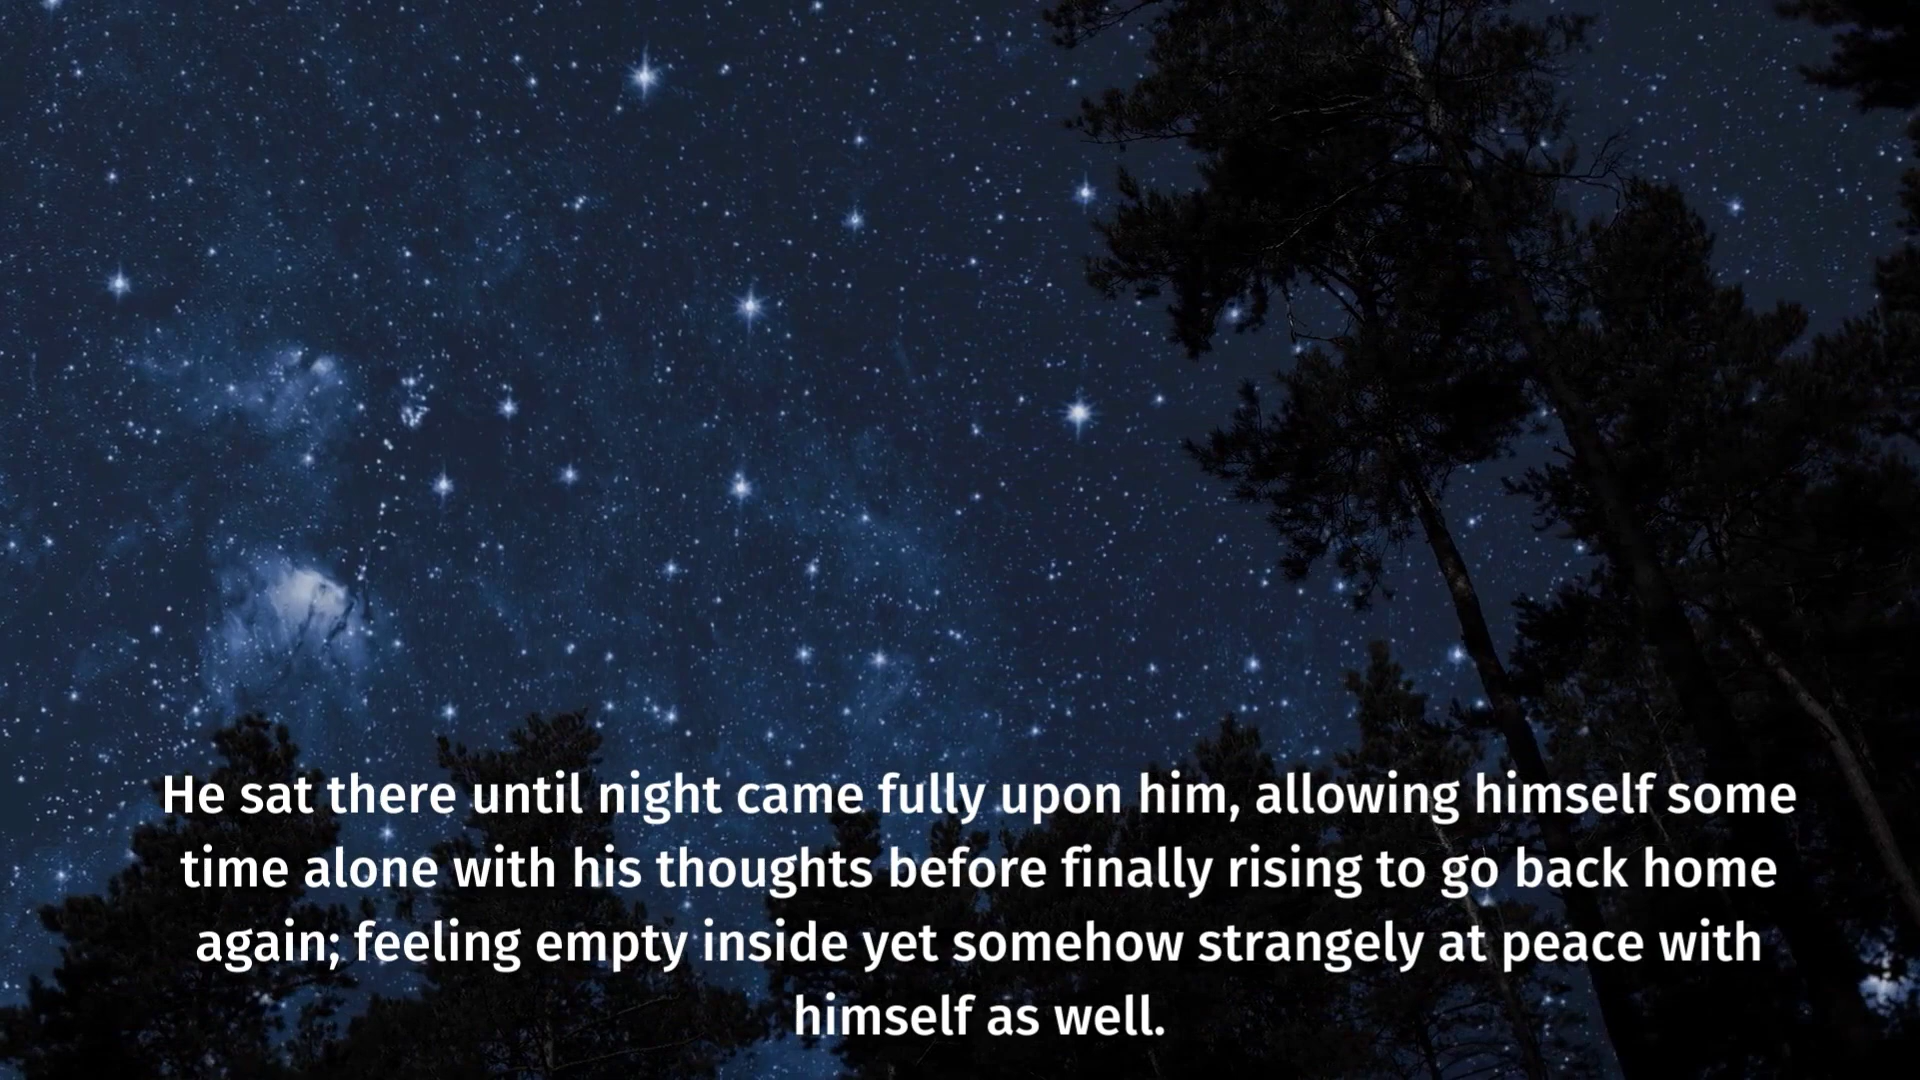 He sat there until night came fully upon him, allowing himself some
time alone with his thoughts before finally rising to go back home
again; feeling empty inside yet somehow strangely at peace with
himself as well.